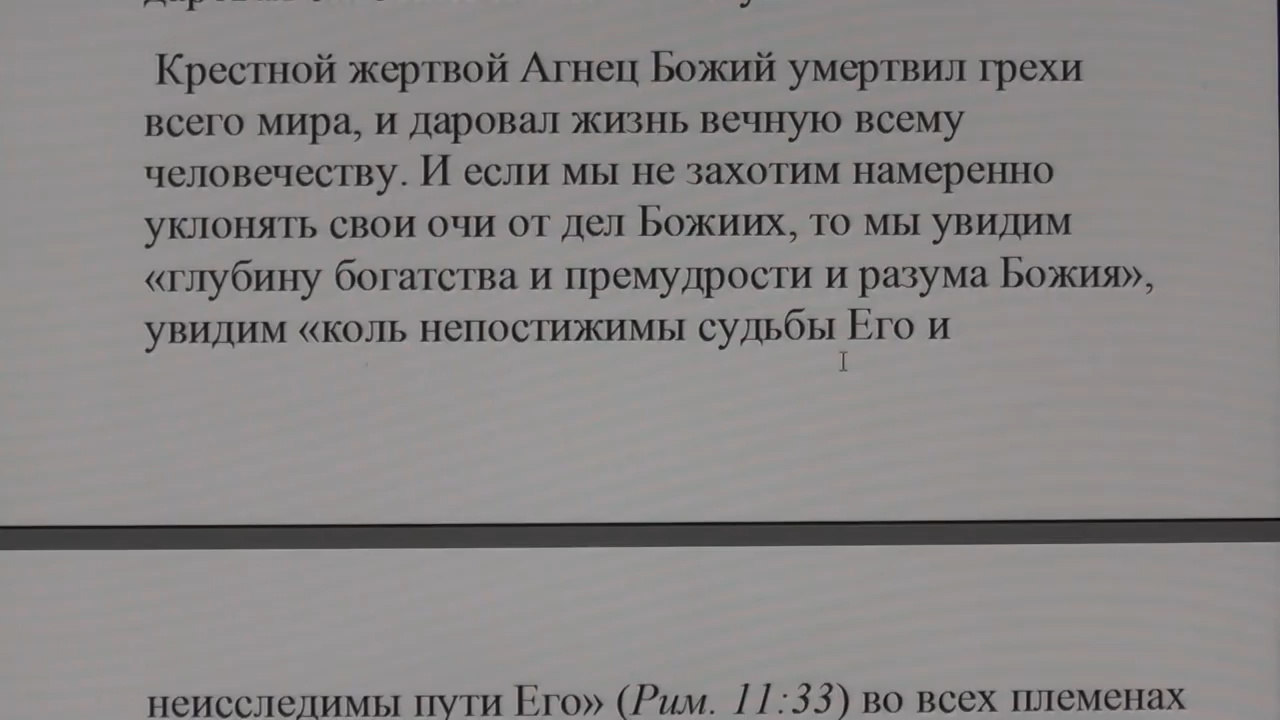 Крестной жертвой Агнец Божий умертвил грехи
всего мира, и даровал жизнь вечную всему
человечеству. И если мы не захотим намеренно
уклонять свои очи от дел Божиих, то мы увидим
«глубину богатства и премудрости и разума Божия»,
увидим «коль непостижимы судьбы Его и
неисследимы пути Его» (Рим. 11:33) во всех племенах